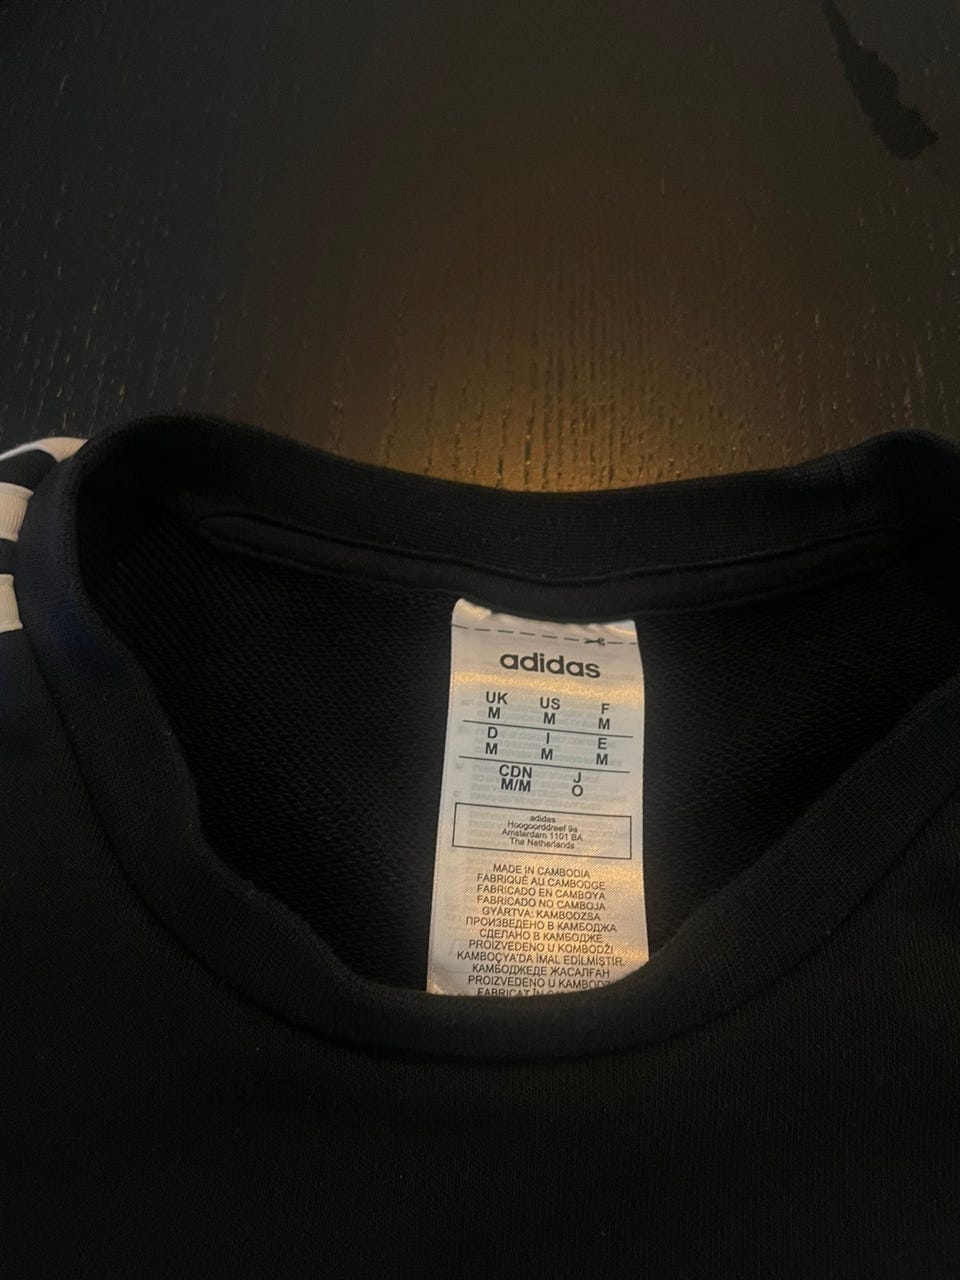 adidas
UK US F
M M M
D I E
M M M
CDN J
M/M O
adidas
Hoogoorddreef 9a
Amsterdam 1101 BA
The Netherlands
MADE IN CAMBODIA
FABRIQUÉ AU CAMBODGE
FABRICADO EN CAMBOYA
FABRICADO NO CAMBOJA
GYÁRTVA: KAMBODZSA
ПРОИЗВЕДЕНО В КАМБОДЖА
СДЕЛАНО В КАМБОДЖЕ
PROIZVEDENO U KOMBODŽI
KAMBOÇYA'DA İMAL EDİLMİŞTİR.
КАМБОДЖЕДЕ ЖАСАЛҒАН
PROIZVEDENO U
FABRICAT ÎN